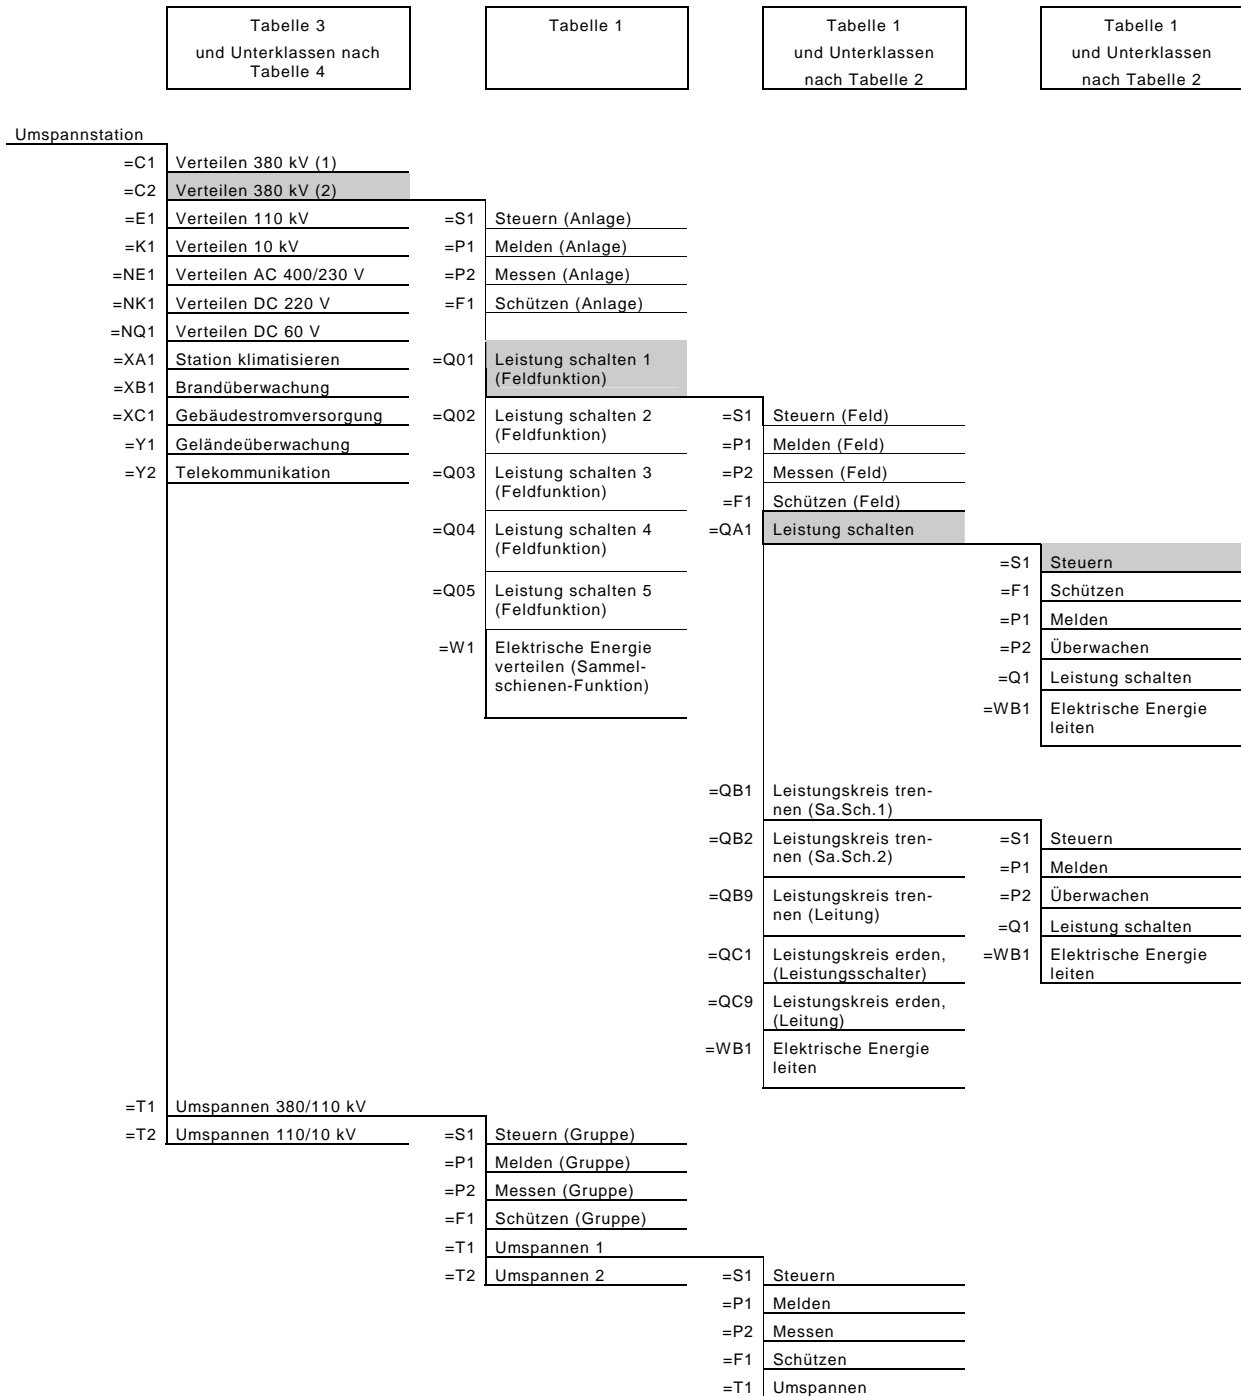 Tabelle 3
und Unterklassen nach
Tabelle 4
Tabelle 1
Tabelle 1
und Unterklassen
nach Tabelle 2
Tabelle 1
und Unterklassen
nach Tabelle 2
Umspannstation
=C1 Verteilen 380 kV (1)
=C2 Verteilen 380 kV (2)
=E1 Verteilen 110 kV
=K1 Verteilen 10 kV
=NE1 Verteilen AC 400/230 V
=NK1 Verteilen DC 220 V
=NQ1 Verteilen DC 60 V
=XA1 Station klimatisieren
=XB1 Brandüberwachung
=XC1 Gebäudestromversorgung
=Y1 Geländeüberwachung
=Y2 Telekommunikation
=T1 Umspannen 380/110 kV
=T2 Umspannen 110/10 kV
=S1 Steuern (Anlage)
=P1 Melden (Anlage)
=P2 Messen (Anlage)
=F1 Schützen (Anlage)
=Q01 Leistung schalten 1
(Feldfunktion)
=Q02 Leistung schalten 2
(Feldfunktion)
=Q03 Leistung schalten 3
(Feldfunktion)
=Q04 Leistung schalten 4
(Feldfunktion)
=Q05 Leistung schalten 5
(Feldfunktion)
=W1 Elektrische Energie
verteilen (Sammel-
schienen-Funktion)
=S1 Steuern (Feld)
=P1 Melden (Feld)
=P2 Messen (Feld)
=F1 Schützen (Feld)
=QA1 Leistung schalten
=QB1 Leistungskreis tren-
nen (Sa.Sch.1)
=QB2 Leistungskreis tren-
nen (Sa.Sch.2)
=QB9 Leistungskreis tren-
nen (Leitung)
=QC1 Leistungskreis erden,
(Leistungsschalter)
=QC9 Leistungskreis erden,
(Leitung)
=WB1 Elektrische Energie
leiten
=S1 Steuern
=F1 Schützen
=P1 Melden
=P2 Überwachen
=Q1 Leistung schalten
=WB1 Elektrische Energie
leiten
=S1 Steuern
=P1 Melden
=P2 Überwachen
=Q1 Leistung schalten
=WB1 Elektrische Energie
leiten
=S1 Steuern (Gruppe)
=P1 Melden (Gruppe)
=P2 Messen (Gruppe)
=F1 Schützen (Gruppe)
=T1 Umspannen 1
=T2 Umspannen 2
=S1 Steuern
=P1 Melden
=P2 Messen
=F1 Schützen
=T1 Umspannen